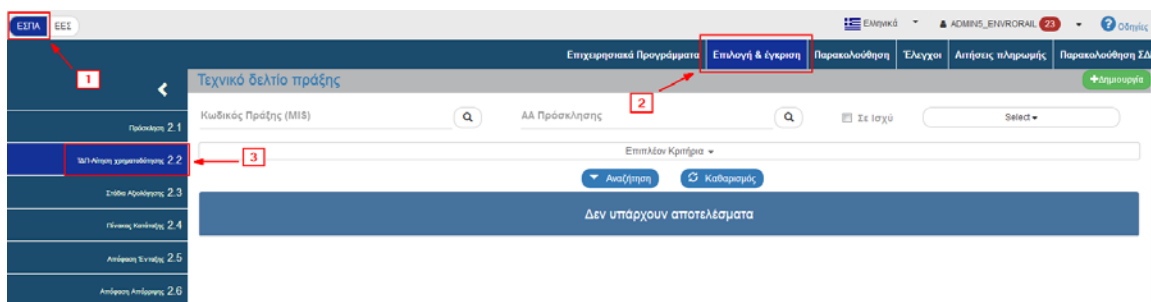 ΕΣΠΑ ΕΕΣ
Ελληνικά ADMIN5_ENVRORAIL 23 ? Οδηγίες
Επιχειρησιακά Προγράμματα Επιλογή & έγκριση Παρακολούθηση Έλεγχοι Αιτήσεις πληρωμής Παρακολούθηση ΣΔ
1
2
3
Τεχνικό δελτίο πράξης
+Δημιουργία
Κωδικός Πράξης (MIS) ΑΑ Πρόσκλησης Σε Ισχύ Select
Επιπλέον Κριτήρια
Αναζήτηση Καθαρισμός
Δεν υπάρχουν αποτελέσματα
Πρόσκληση 2.1
ΤΔΠ-Αίτηση χρηματοδότησης 2.2
Στάδια Αξιολόγησης 2.3
Πίνακας Κατάταξης 2.4
Απόφαση Ένταξης 2.5
Απόφαση Απόρριψης 2.6